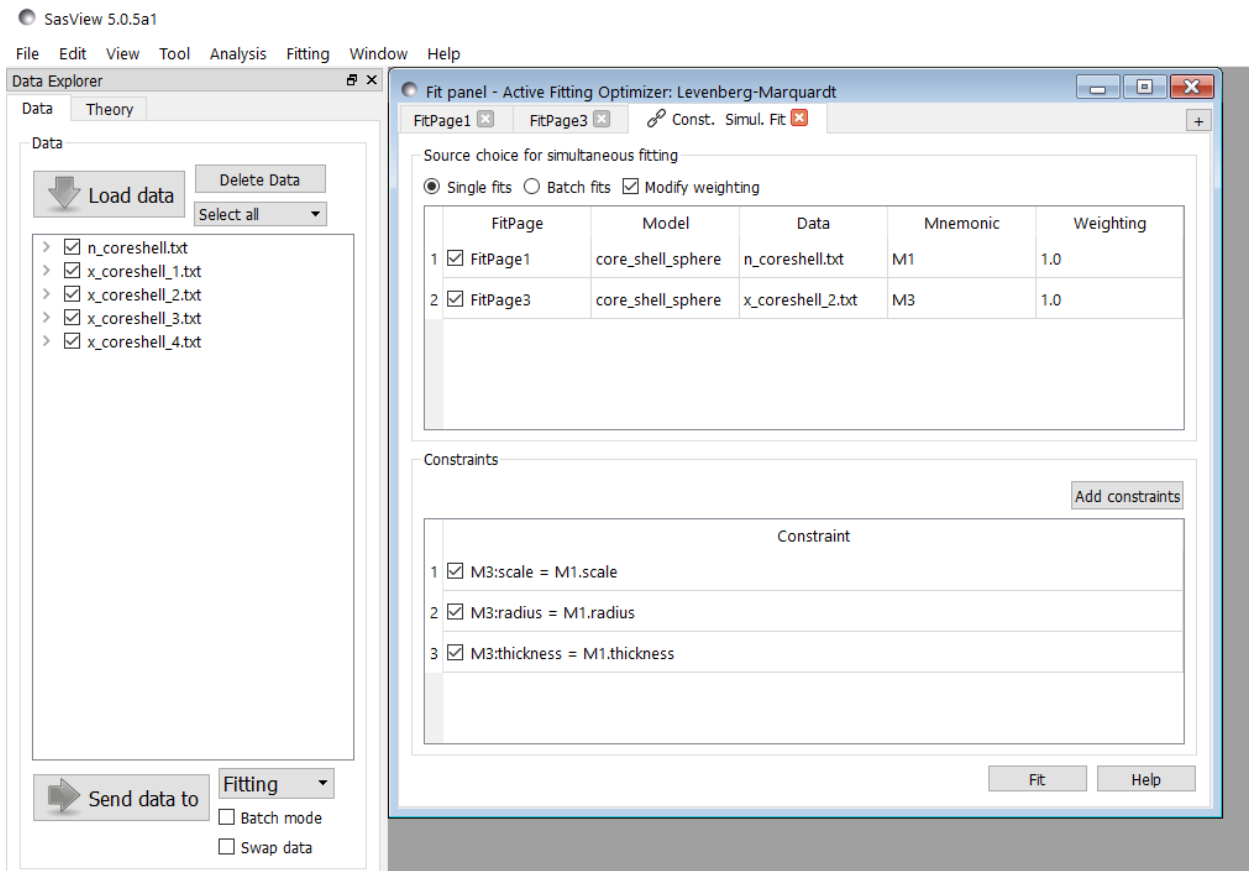 SasView 5.0.5a1
File Edit View Tool Analysis Fitting Window Help
Data Explorer
Data Theory
Data
Load data
Delete Data
Select all
n_coreshell.txt
x_coreshell_1.txt
x_coreshell_2.txt
x_coreshell_3.txt
x_coreshell_4.txt
Send data to
Fitting
Batch mode
Swap data
Fit panel - Active Fitting Optimizer: Levenberg-Marquardt
FitPage1 FitPage3 Const. Simul. Fit +
Source choice for simultaneous fitting
Single fits Batch fits Modify weighting
FitPage Model Data Mnemonic Weighting
1 FitPage1 core_shell_sphere n_coreshell.txt M1 1.0
2 FitPage3 core_shell_sphere x_coreshell_2.txt M3 1.0
Constraints
Add constraints
Constraint
1 M3:scale = M1.scale
2 M3:radius = M1.radius
3 M3:thickness = M1.thickness
Fit Help